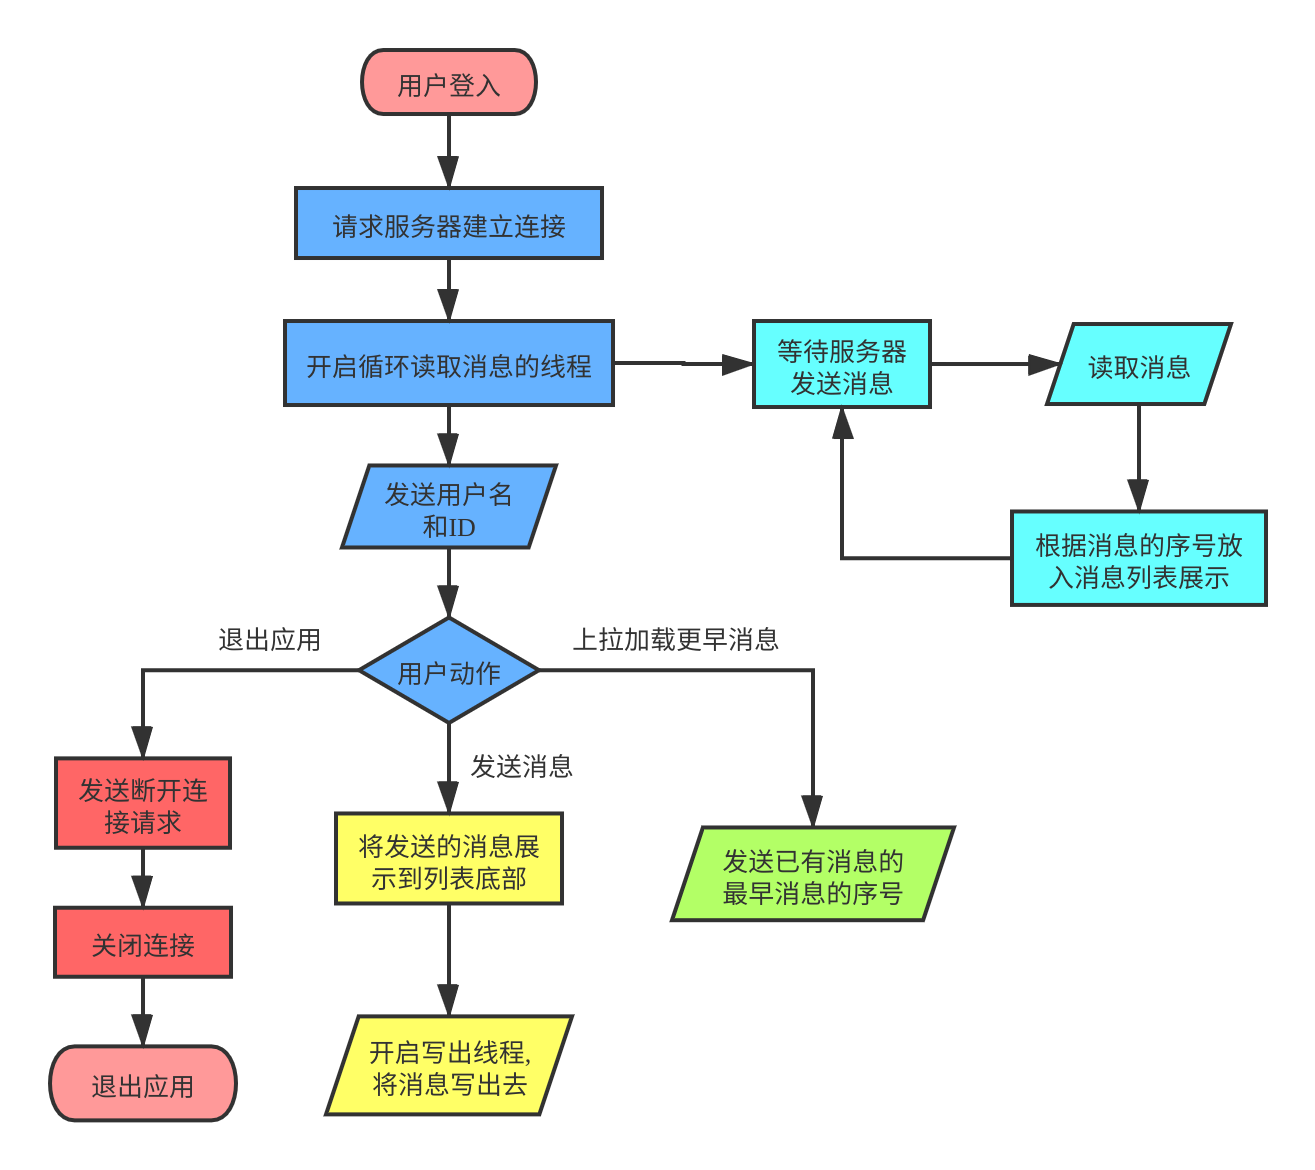 用户登入
请求服务器建立连接
开启循环读取消息的线程
等待服务器
发送消息
读取消息
发送用户名
和ID
根据消息的序号放
入消息列表展示
退出应用
上拉加载更早消息
用户动作
发送消息
发送断开连
接请求
将发送的消息展
示到列表底部
发送已有消息的
最早消息的序号
关闭连接
开启写出线程,
将消息写出去
退出应用